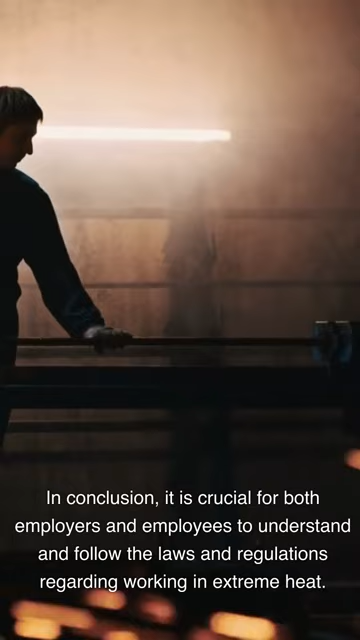 In conclusion, it is crucial for both
employers and employees to understand
and follow the laws and regulations
regarding working in extreme heat.